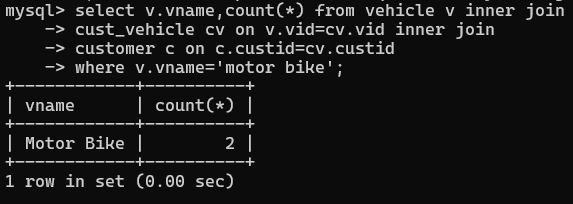 mysql> select v.vname,count(*) from vehicle v inner join
    -> cust_vehicle cv on v.vid=cv.vid inner join
    -> customer c on c.custid=cv.custid
    -> where v.vname='motor bike';
+------------+----------+
| vname      | count(*) |
+------------+----------+
| Motor Bike |        2 |
+------------+----------+
1 row in set (0.00 sec)